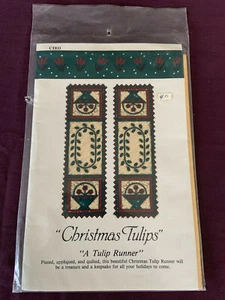 "Christmas Tulips"
"A Tulip Runner"
Pieced, appliquéd, and quilted, this beautiful Christmas Tulip Runner will
be a treasure and a keepsake for all your holidays to come.